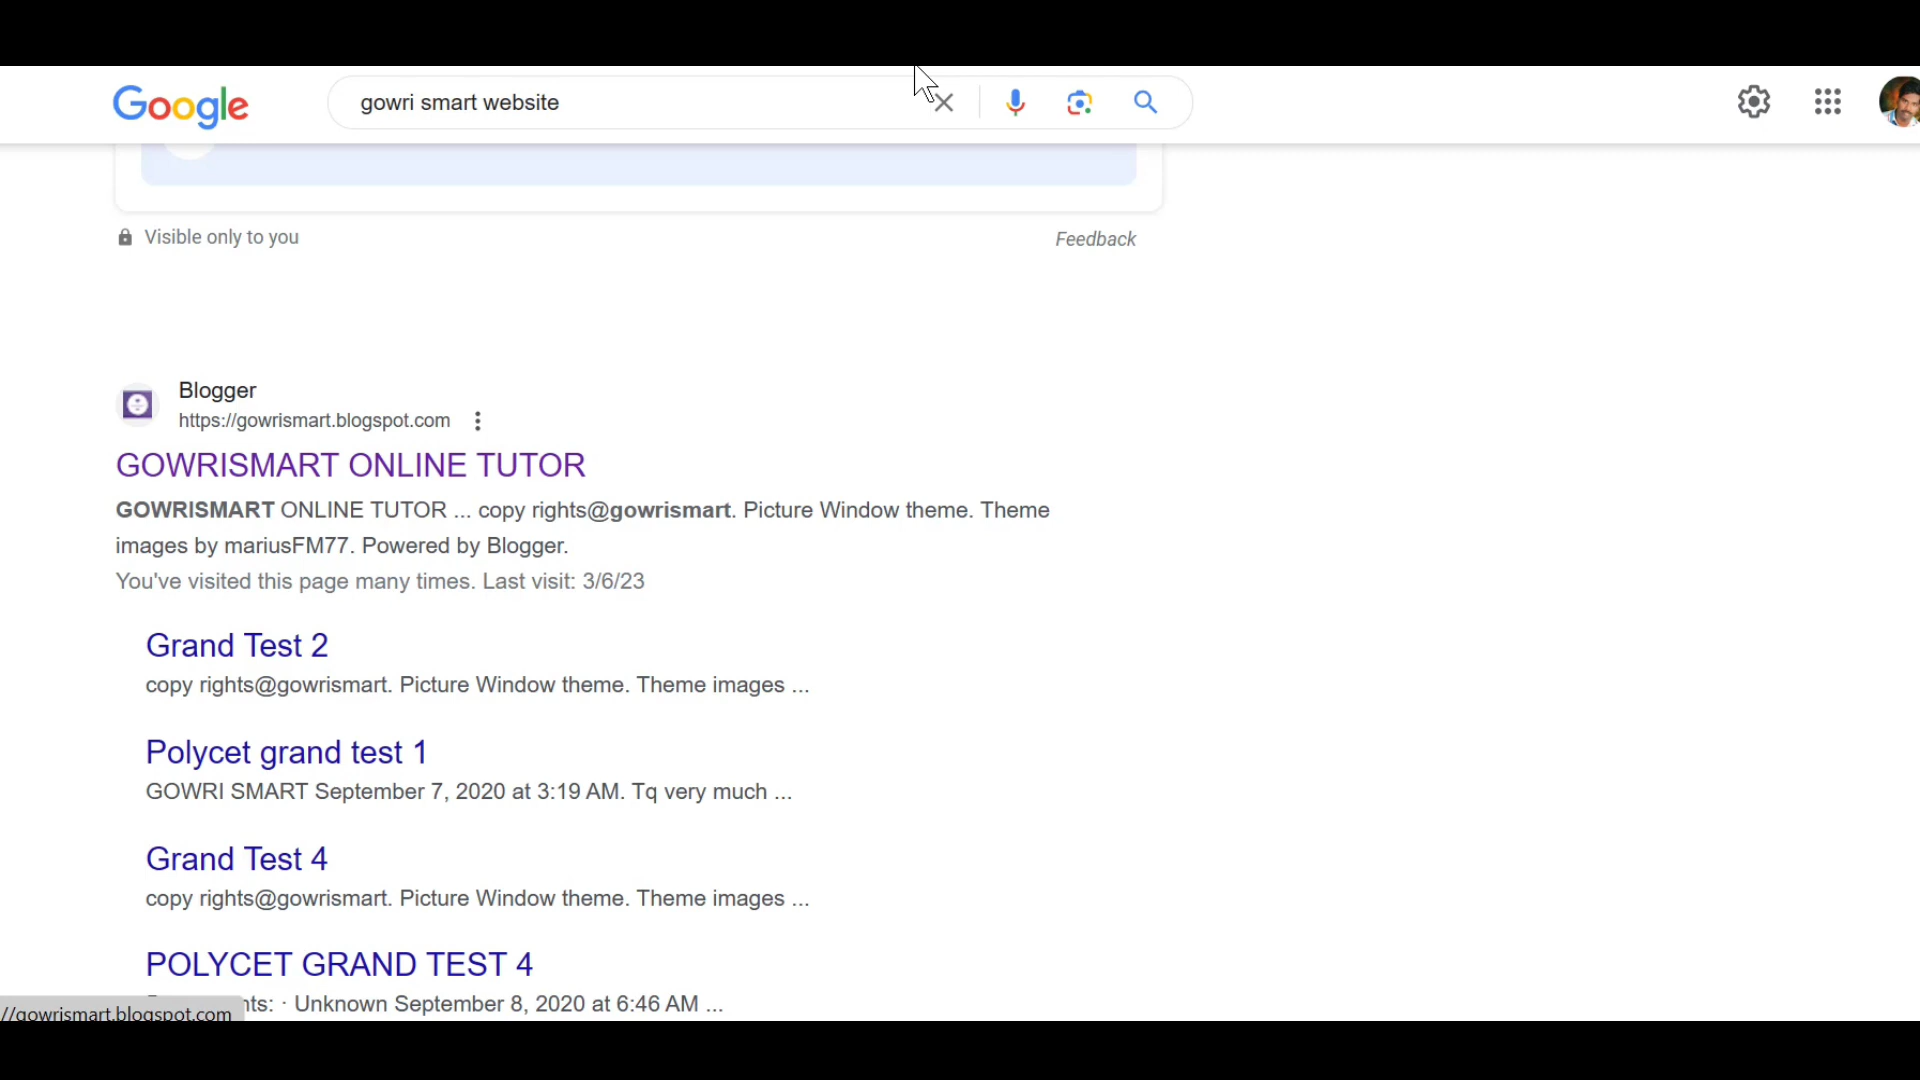 Google
gowri smart website
Visible only to you
Feedback
Blogger
https://gowrismart.blogspot.com
GOWRISMART ONLINE TUTOR
GOWRISMART ONLINE TUTOR ... copy rights@gowrismart. Picture Window theme. Theme
images by mariusFM77. Powered by Blogger.
You've visited this page many times. Last visit: 3/6/23
Grand Test 2
copy rights@gowrismart. Picture Window theme. Theme images ...
Polycet grand test 1
GOWRI SMART September 7, 2020 at 3:19 AM. Tq very much ...
Grand Test 4
copy rights@gowrismart. Picture Window theme. Theme images ...
POLYCET GRAND TEST 4
nts: · Unknown September 8, 2020 at 6:46 AM ...
//gowrismart.blogspot.com